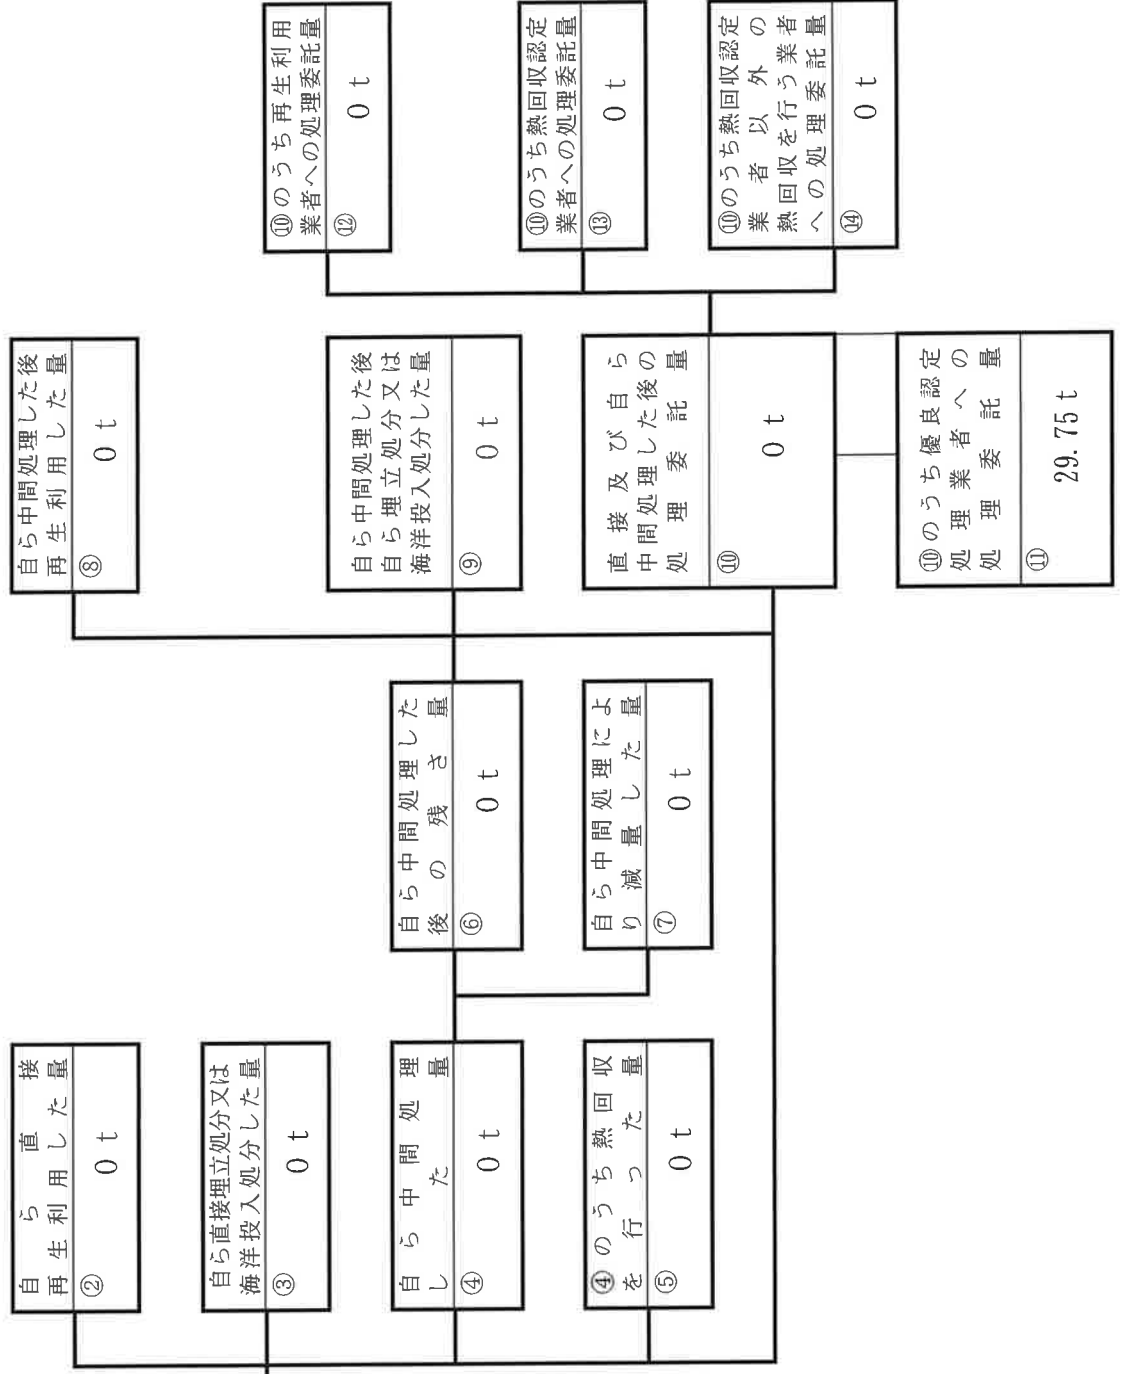 自ら直接
再生利用した量
②
0 t
自ら直接埋立処分又は
海洋投入処分した量
③
0 t
自ら中間処理
した量
④
0 t
④のうち熱回収
を行った量
⑤
0 t
自ら中間処理した
後の残さ量
⑥
0 t
自ら中間処理によ
り減量した量
⑦
0 t
自ら中間処理した後
再生利用した量
⑧
0 t
自ら中間処理した後
自ら埋立処分又は
海洋投入処分した量
⑨
0 t
直接及び自ら
中間処理した後の
処理委託量
⑩
0 t
⑩のうち優良認定
処理業者への
処理委託量
⑪
29.75 t
⑩のうち再生利用
業者への処理委託量
⑫
0 t
⑩のうち熱回収認定
業者への処理委託量
⑬
0 t
⑩のうち熱回収認定
業者以外の
熱回収を行う業者
への処理委託量
⑭
0 t